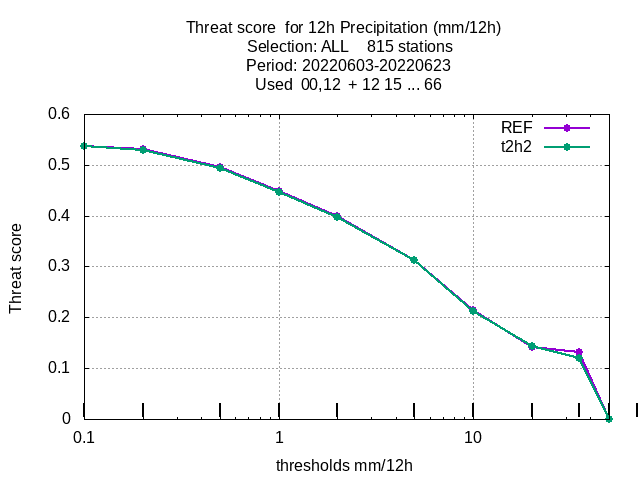 Threat score  for 12h Precipitation (mm/12h)
Selection: ALL    815 stations
Period: 20220603-20220623
Used  00,12  + 12 15 ... 66
REF
t2h2
0.6
0.5
0.4
0.3
0.2
0.1
0
Threat score
0.1 1 10
thresholds mm/12h